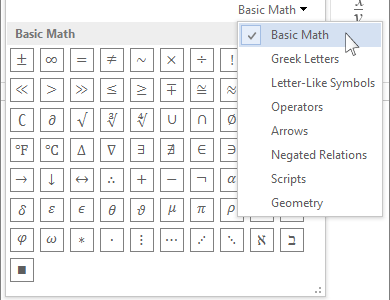 Basic Math
x
y
Basic Math
± ∞ = ≠ ~ × ÷ !
≪ > ≫ ≤ ≥ ∓ ≅ ≈
∁ ∂ √ ∛ ∜ ∪ ∩ ∅
°F °C ∆ ∇ ∃ ∄ ∈ ∋
→ ↓ ↔ ∴ + − ¬ α
δ ε ϵ θ ϑ μ π ρ
φ ω ∗ ∙ ⋮ ⋯ ⋰ ⋱ ℵ ℶ
∎
Basic Math
Greek Letters
Letter-Like Symbols
Operators
Arrows
Negated Relations
Scripts
Geometry